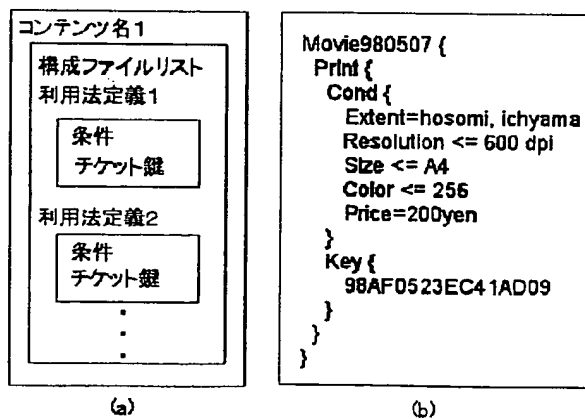 コンテンツ名1
構成ファイルリスト
利用法定義1
条件
チケット鍵
利用法定義2
条件
チケット鍵
・
・
・
(a)
Movie980507 {
Print {
Cond {
Extent=hosomi, ichyama
Resolution <= 600 dpi
Size <= A4
Color <= 256
Price=200yen
}
Key {
98AF0523EC41AD09
}
}
}
(b)